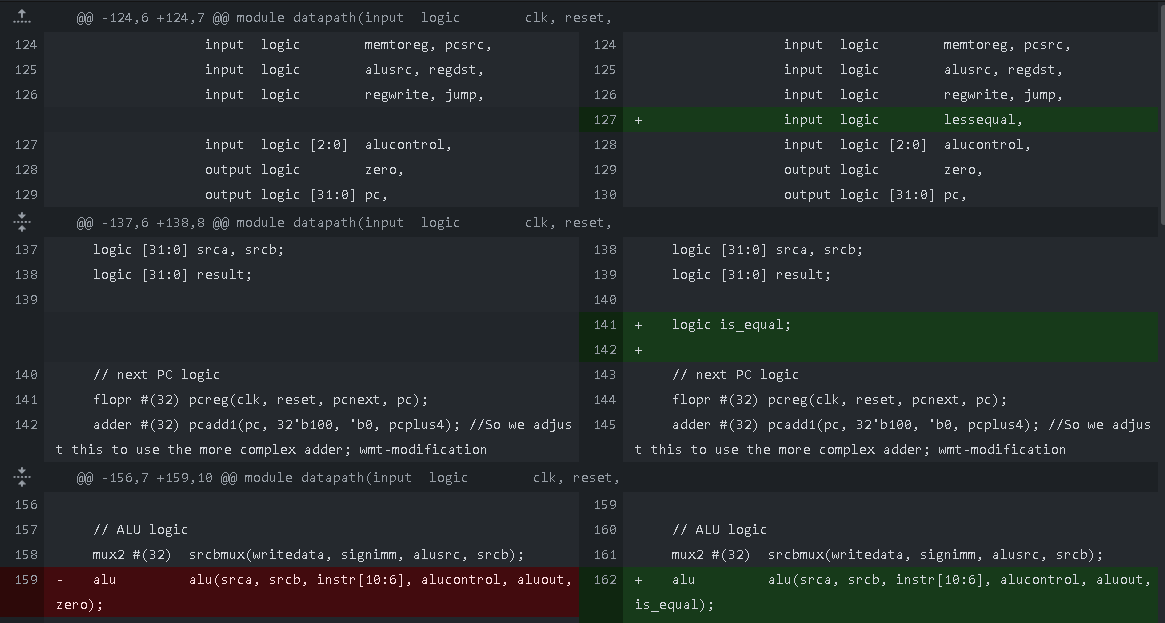 @@ -124,6 +124,7 @@ module datapath(input  logic        clk, reset,
124                    input  logic        memtoreg, pcsrc,    124                    input  logic        memtoreg, pcsrc,
125                    input  logic        alusrc, regdst,    125                    input  logic        alusrc, regdst,
126                    input  logic        regwrite, jump,    126                    input  logic        regwrite, jump,
127 +                    input  logic        lessequal,
127                    input  logic [2:0]  alucontrol,    128                    input  logic [2:0]  alucontrol,
128                    output logic        zero,    129                    output logic        zero,
129                    output logic [31:0] pc,    130                    output logic [31:0] pc,
@@ -137,6 +138,8 @@ module datapath(input  logic        clk, reset,
137    logic [31:0] srca, srcb;    138    logic [31:0] srca, srcb;
138    logic [31:0] result;    139    logic [31:0] result;
139    140
141 +    logic is_equal;
142 +
140    // next PC logic    143    // next PC logic
141    flopr #(32) pcreg(clk, reset, pcnext, pc);    144    flopr #(32) pcreg(clk, reset, pcnext, pc);
142    adder #(32) pcadd1(pc, 32'b100, 'b0, pcplus4); //So we adjus    145    adder #(32) pcadd1(pc, 32'b100, 'b0, pcplus4); //So we adjus
t this to use the more complex adder; wmt-modification    t this to use the more complex adder; wmt-modification
@@ -156,7 +159,10 @@ module datapath(input  logic        clk, reset,
156    159
157    // ALU logic    160    // ALU logic
158    mux2 #(32)  srcbmux(writedata, signimm, alusrc, srcb);    161    mux2 #(32)  srcbmux(writedata, signimm, alusrc, srcb);
159 -    alu         alu(srca, srcb, instr[10:6], alucontrol, aluout,    162 +    alu         alu(srca, srcb, instr[10:6], alucontrol, aluout,
zero);    is_equal);